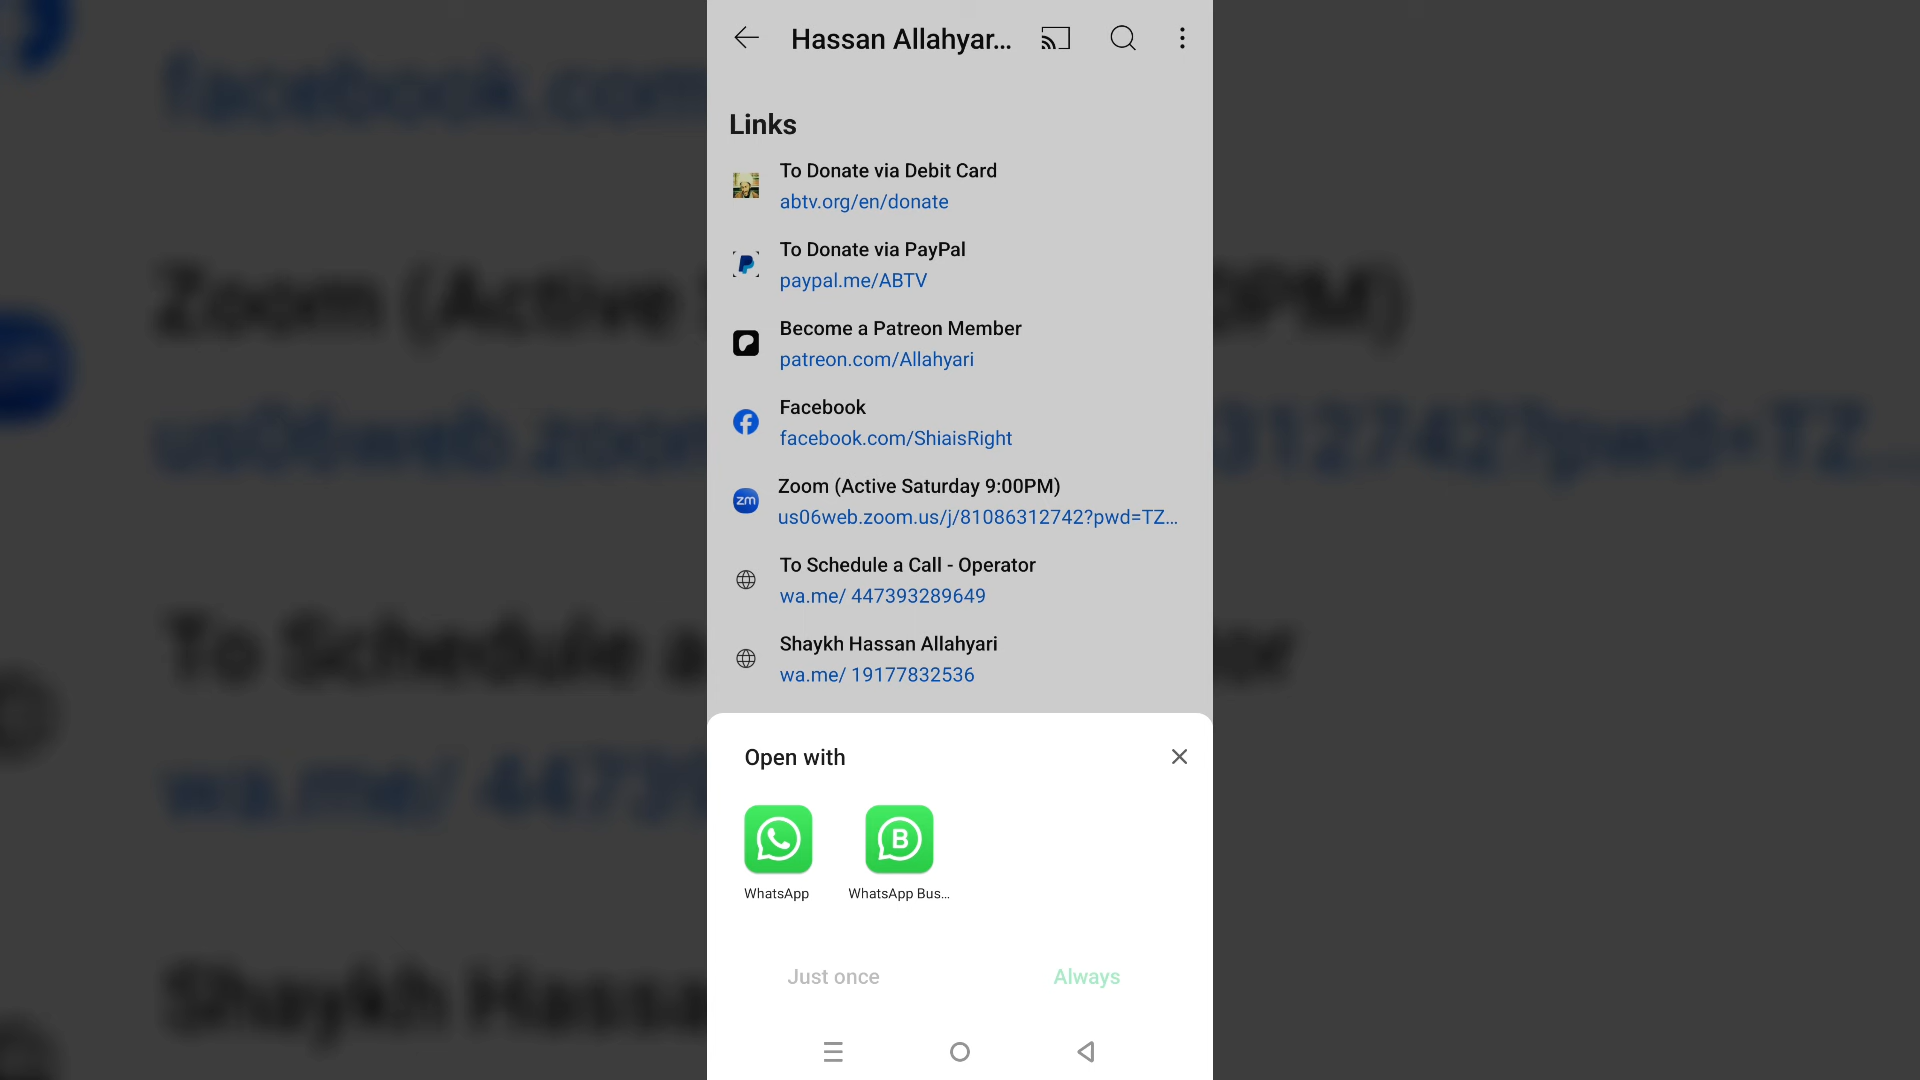 Hassan Allahyar...
Links
To Donate via Debit Card
abtv.org/en/donate
To Donate via PayPal
paypal.me/ABTV
Become a Patreon Member
patreon.com/Allahyari
Facebook
facebook.com/ShiaisRight
Zoom (Active Saturday 9:00PM)
us06web.zoom.us/j/81086312742?pwd=TZ...
To Schedule a Call - Operator
wa.me/ 447393289649
Shaykh Hassan Allahyari
wa.me/ 19177832536
Open with
WhatsApp
WhatsApp Bus...
Just once
Always